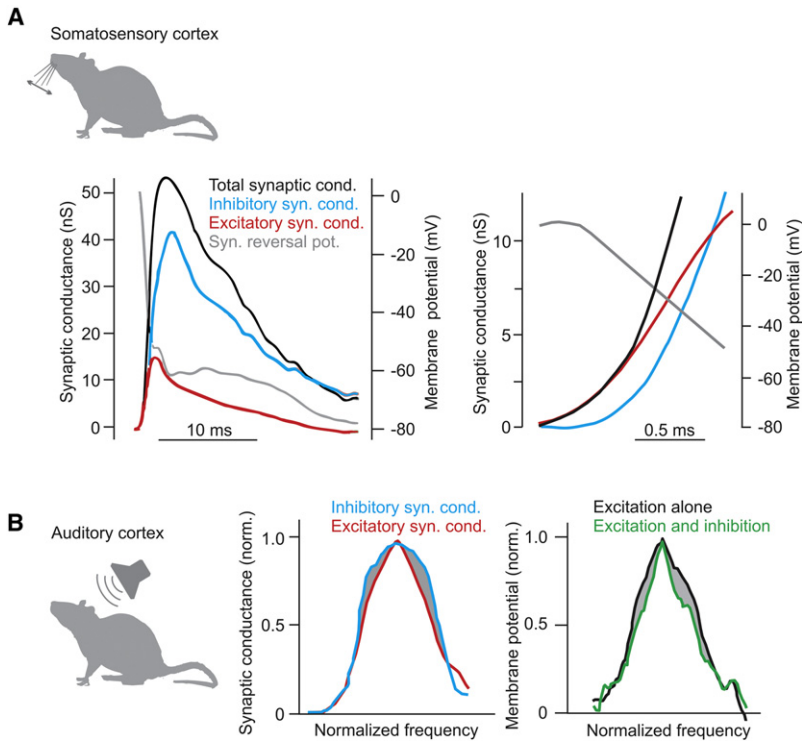 A
Somatosensory cortex
Synaptic conductance (nS)
50
40
30
20
10
0
Total synaptic cond.
Inhibitory syn. cond.
Excitatory syn. cond.
Syn. reversal pot.
0
-20
-40
-60
-80
Membrane potential (mV)
10 ms
Synaptic conductance (nS)
10
5
0
0
-20
-40
-60
-80
Membrane potential (mV)
0.5 ms
B
Auditory cortex
Synaptic conductance (norm.)
1.0
0.5
0
Inhibitory syn. cond.
Excitatory syn. cond.
Normalized frequency
Membrane potential (norm.)
1.0
0.5
0
Excitation alone
Excitation and inhibition
Normalized frequency